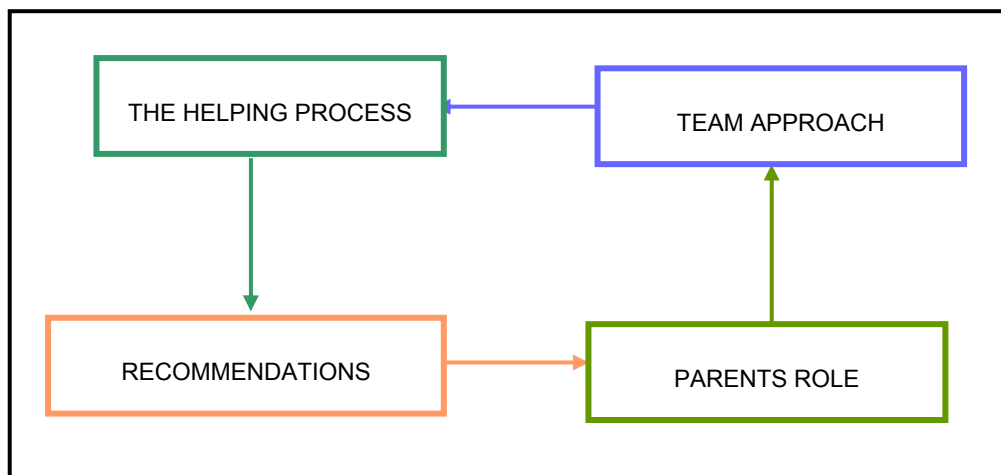 THE HELPING PROCESS
TEAM APPROACH
RECOMMENDATIONS
PARENTS ROLE